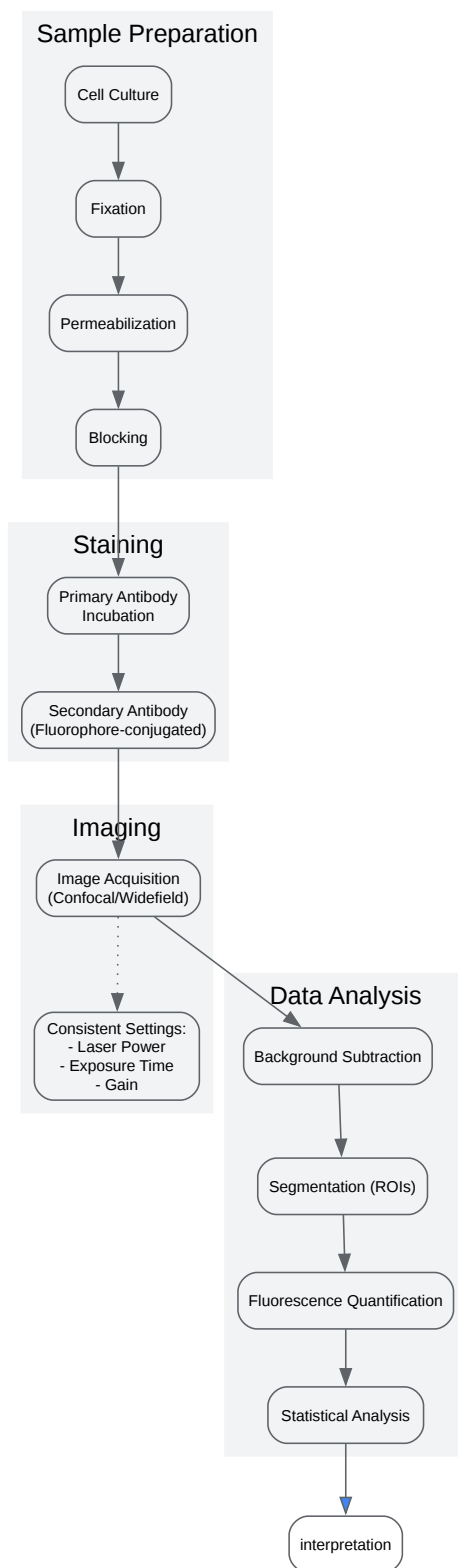 Sample Preparation
Cell Culture
Fixation
Permeabilization
Blocking
Staining
Primary Antibody
Incubation
Secondary Antibody
(Fluorophore-conjugated)
Imaging
Image Acquisition
(Confocal/Widefield)
Consistent Settings:
- Laser Power
- Exposure Time
- Gain
Data Analysis
Background Subtraction
Segmentation (ROIs)
Fluorescence Quantification
Statistical Analysis
interpretation